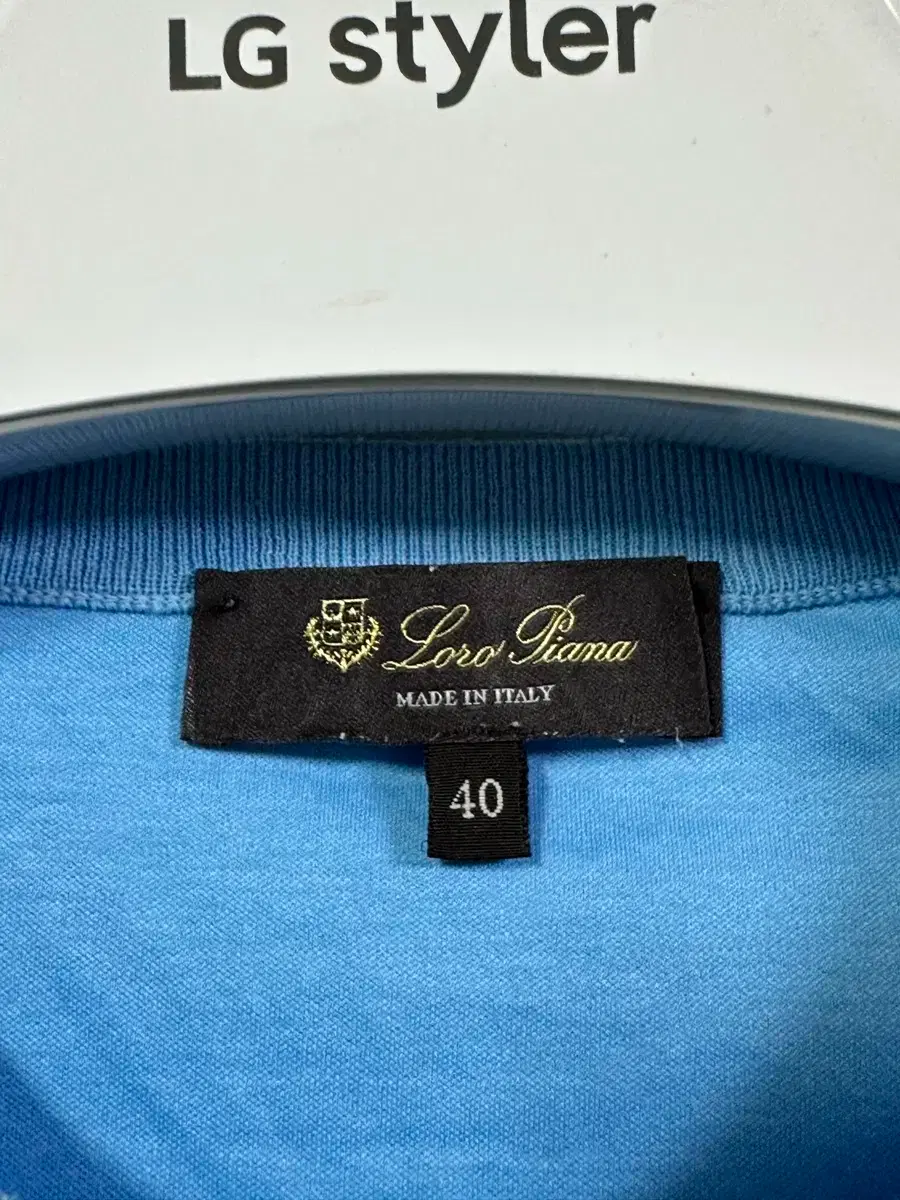 LG styler
Loro Piana
MADE IN ITALY
40